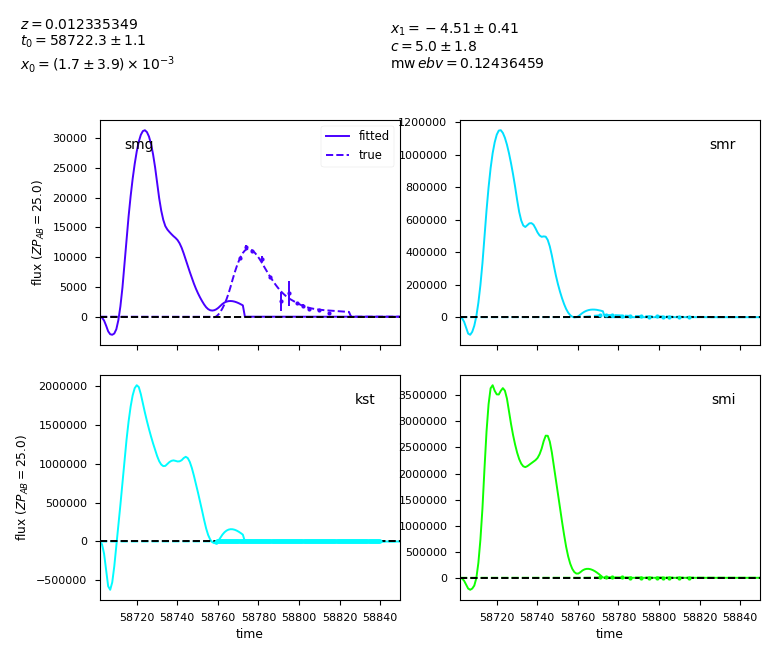 z = 0.012335349
t₀ = 58722.3 ± 1.1
x₀ = (1.7 ± 3.9) × 10⁻³
x₁ = −4.51 ± 0.41
c = 5.0 ± 1.8
mwebv = 0.12436459
smg
fitted
true
30000
25000
20000
15000
10000
5000
0
flux (ZP_AB = 25.0)
smr
1200000
1000000
800000
600000
400000
200000
0
kst
2000000
1500000
1000000
500000
0
−500000
flux (ZP_AB = 25.0)
58720 58740 58760 58780 58800 58820 58840
time
smi
3500000
3000000
2500000
2000000
1500000
1000000
500000
0
58720 58740 58760 58780 58800 58820 58840
time